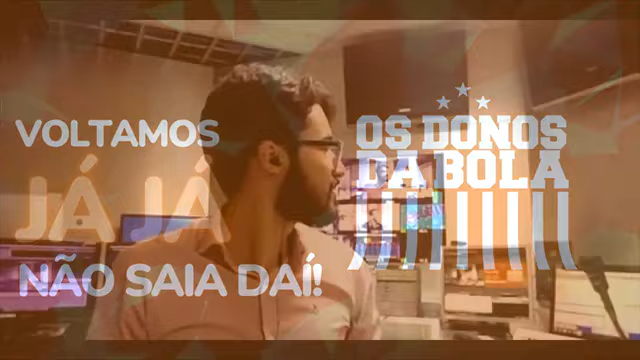 VOLTAMOS
JÁ JÁ
NÃO SAIA DAÍ!
OS DONOS
DA BOLA